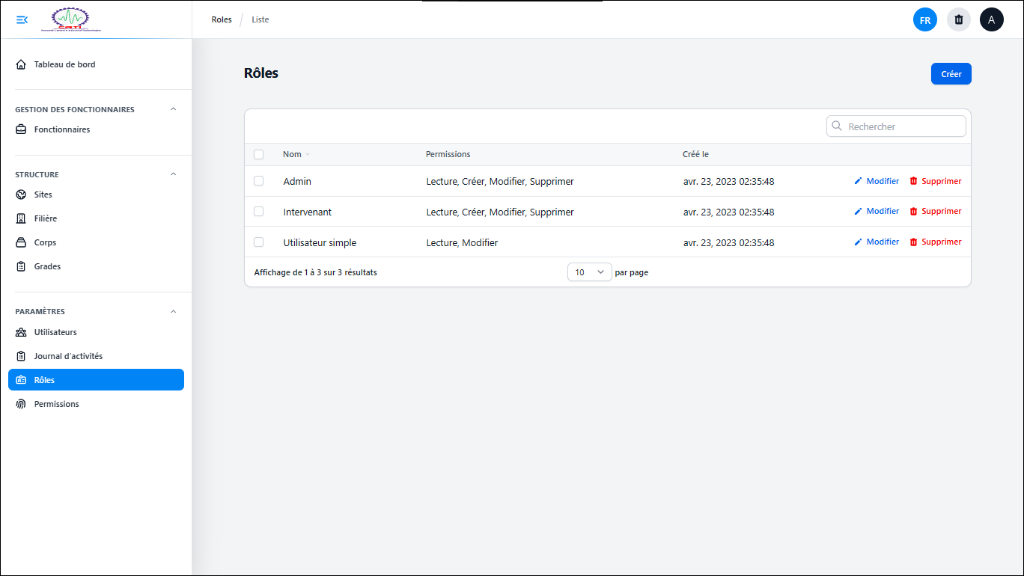 CRTI
Roles / Liste
FR
A
Tableau de bord
GESTION DES FONCTIONNAIRES
Fonctionnaires
STRUCTURE
Sites
Filière
Corps
Grades
PARAMÈTRES
Utilisateurs
Journal d'activités
Rôles
Permissions
Rôles
Créer
Rechercher
Nom Permissions Créé le
Admin Lecture, Créer, Modifier, Supprimer avr. 23, 2023 02:35:48 Modifier Supprimer
Intervenant Lecture, Créer, Modifier, Supprimer avr. 23, 2023 02:35:48 Modifier Supprimer
Utilisateur simple Lecture, Modifier avr. 23, 2023 02:35:48 Modifier Supprimer
Affichage de 1 à 3 sur 3 résultats 10 par page